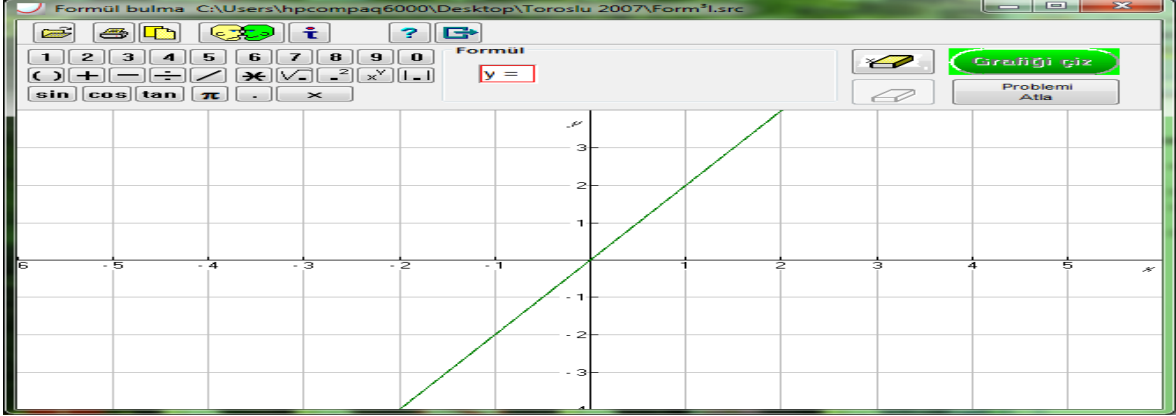 Formül bulma C:\Users\hpcompaq6000\Desktop\Toroslu 2007\Form³l.src
1 2 3 4 5 6 7 8 9 0 Formül
y =
Grafiği çiz
sin cos tan π . × Problemi
Atla
y
3
2
1
6 -5 -4 -3 -2 -1 1 2 3 4 5 x
-1
-2
-3